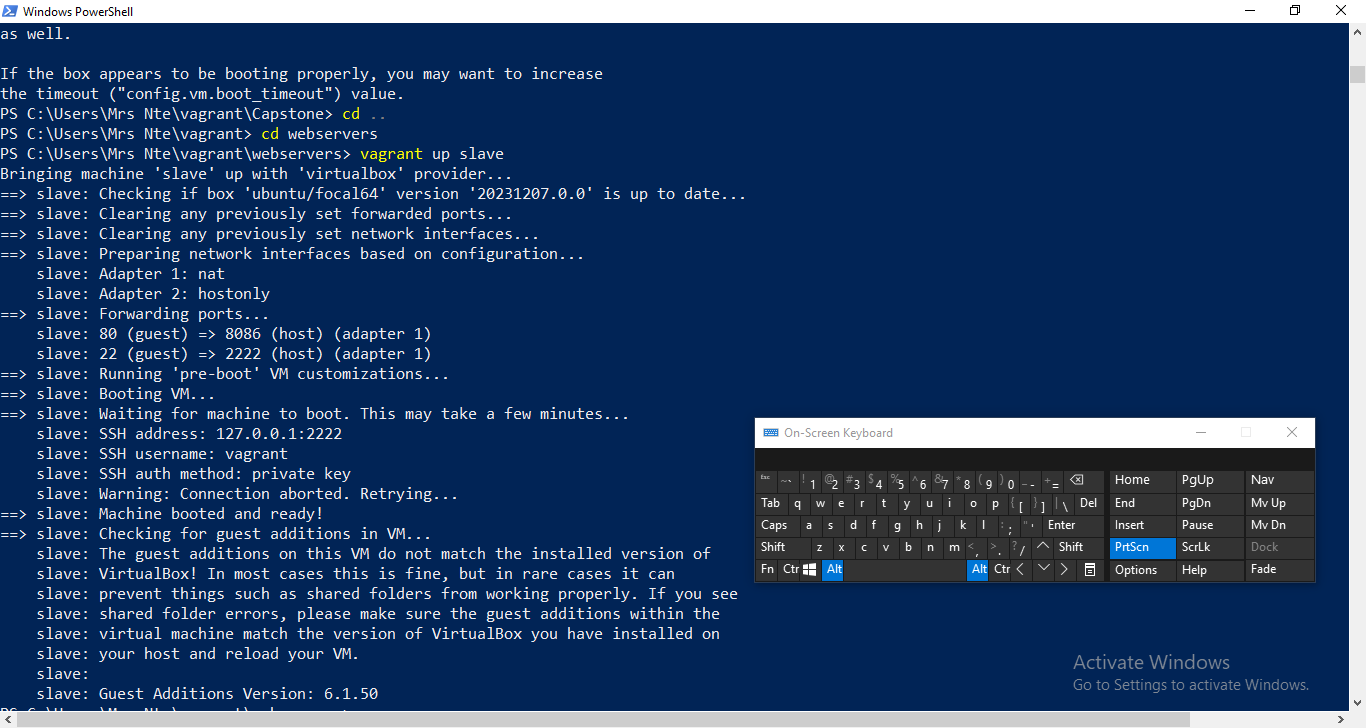 Windows PowerShell
as well.
If the box appears to be booting properly, you may want to increase
the timeout ("config.vm.boot_timeout") value.
PS C:\Users\Mrs Nte\vagrant\Capstone> cd ..
PS C:\Users\Mrs Nte\vagrant> cd webservers
PS C:\Users\Mrs Nte\vagrant\webservers> vagrant up slave
Bringing machine 'slave' up with 'virtualbox' provider...
==> slave: Checking if box 'ubuntu/focal64' version '20231207.0.0' is up to date...
==> slave: Clearing any previously set forwarded ports...
==> slave: Clearing any previously set network interfaces...
==> slave: Preparing network interfaces based on configuration...
    slave: Adapter 1: nat
    slave: Adapter 2: hostonly
==> slave: Forwarding ports...
    slave: 80 (guest) => 8086 (host) (adapter 1)
    slave: 22 (guest) => 2222 (host) (adapter 1)
==> slave: Running 'pre-boot' VM customizations...
==> slave: Booting VM...
==> slave: Waiting for machine to boot. This may take a few minutes...
    slave: SSH address: 127.0.0.1:2222
    slave: SSH username: vagrant
    slave: SSH auth method: private key
    slave: Warning: Connection aborted. Retrying...
==> slave: Machine booted and ready!
==> slave: Checking for guest additions in VM...
    slave: The guest additions on this VM do not match the installed version of
    slave: VirtualBox! In most cases this is fine, but in rare cases it can
    slave: prevent things such as shared folders from working properly. If you see
    slave: shared folder errors, please make sure the guest additions within the
    slave: virtual machine match the version of VirtualBox you have installed on
    slave: your host and reload your VM.
    slave:
    slave: Guest Additions Version: 6.1.50
On-Screen Keyboard
Esc ~` !1 @2 #3 $4 %5 ^6 &7 *8 (9 )0 _- += Home PgUp Nav
Tab q w e r t y u i o p {[ }] |\ Del End PgDn Mv Up
Caps a s d f g h j k l :; "' Enter Insert Pause Mv Dn
Shift z x c v b n m <, >. ?/ Shift PrtScn ScrLk Dock
Fn Ctr Alt Alt Ctr Options Help Fade
Activate Windows
Go to Settings to activate Windows.